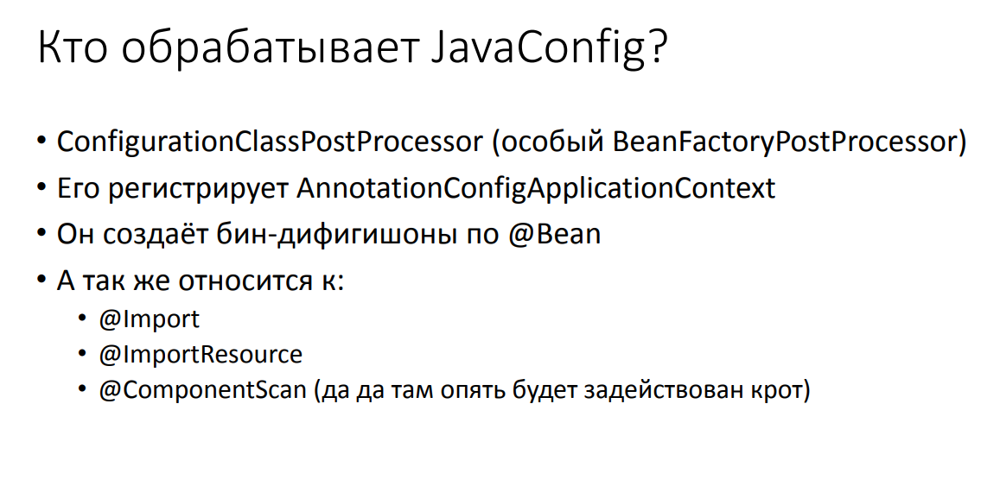 Кто обрабатывает JavaConfig?
• ConfigurationClassPostProcessor (особый BeanFactoryPostProcessor)
• Его регистрирует AnnotationConfigApplicationContext
• Он создаёт бин-дифигишоны по @Bean
• А так же относится к:
• @Import
• @ImportResource
• @ComponentScan (да да там опять будет задействован крот)